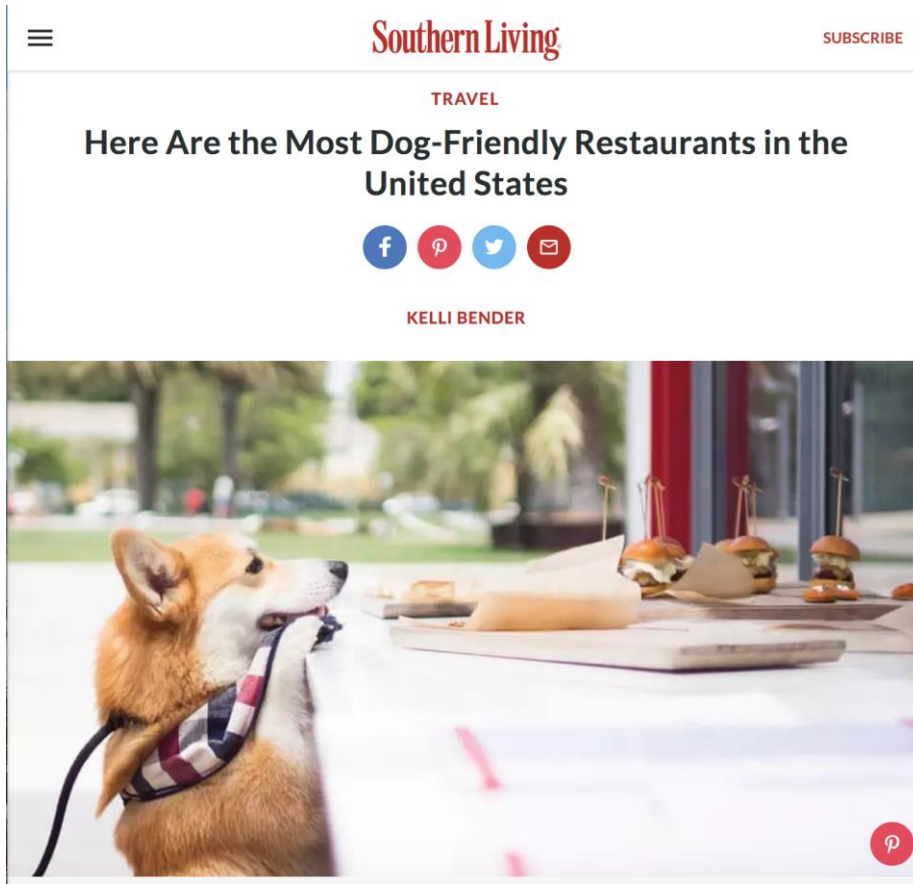 Southern Living
SUBSCRIBE
TRAVEL
Here Are the Most Dog-Friendly Restaurants in the
United States
KELLI BENDER